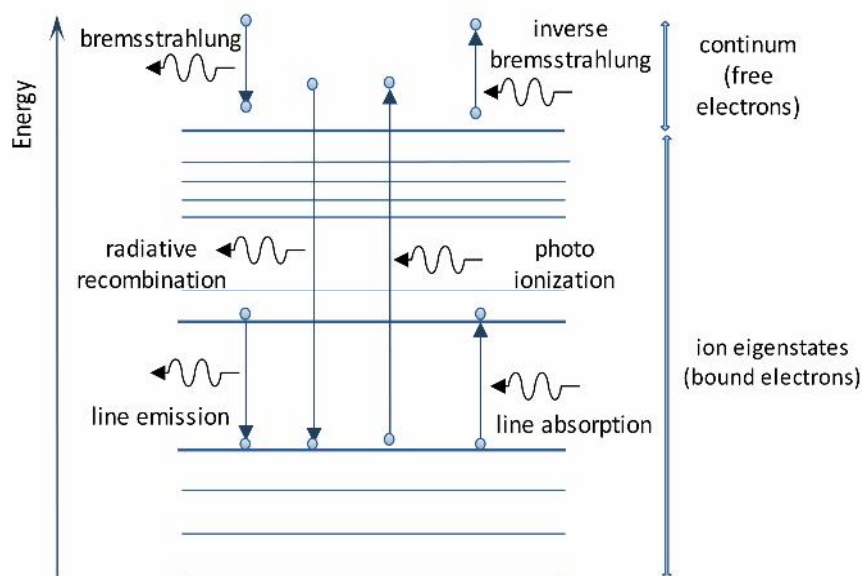 Energy
bremsstrahlung
inverse
bremsstrahlung
continum
(free
electrons)
radiative
recombination
photo
ionization
line emission
line absorption
ion eigenstates
(bound electrons)